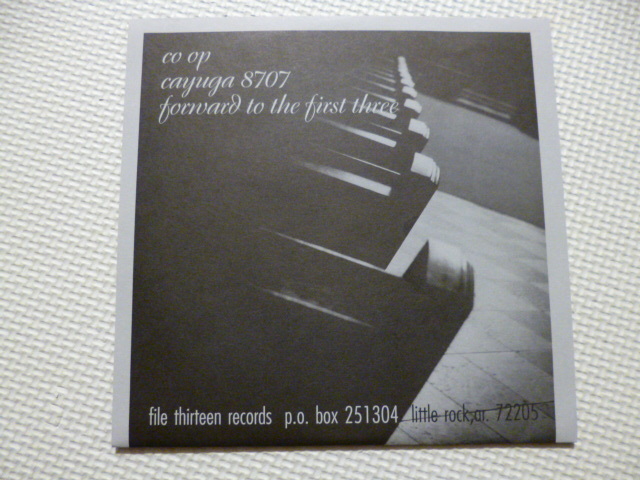 co op
cayuga 8707
forward to the first three
file thirteen records p.o. box 251304 little rock,ar. 72205